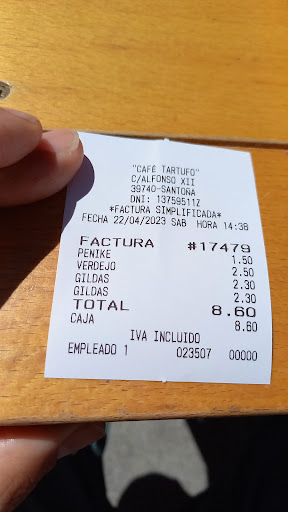 "CAFÉ TARTUFO"
C/ALFONSO XII
39740-SANTOÑA
DNI: 13759511Z
*FACTURA SIMPLIFICADA*
FECHA 22/04/2023 SAB HORA 14:38
FACTURA #17479
PENIKE 1.50
VERDEJO 2.50
GILDAS 2.30
GILDAS 2.30
TOTAL 8.60
CAJA 8.60
IVA INCLUIDO
EMPLEADO 1 023507 00000